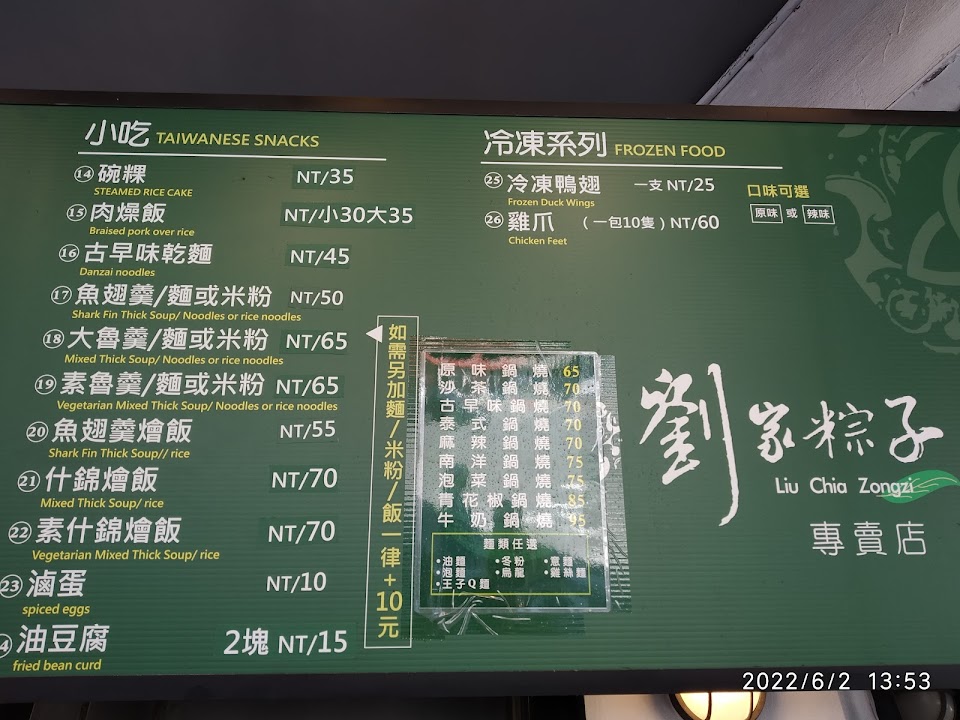 小吃 TAIWANESE SNACKS
⑭ 碗粿 NT/35
STEAMED RICE CAKE
⑮ 肉燥飯 NT/小30大35
Braised pork over rice
⑯ 古早味乾麵 NT/45
Danzai noodles
⑰ 魚翅羹/麵或米粉 NT/50
Shark Fin Thick Soup/ Noodles or rice noodles
⑱ 大魯羹/麵或米粉 NT/65
Mixed Thick Soup/ Noodles or rice noodles
⑲ 素魯羹/麵或米粉 NT/65
Vegetarian Mixed Thick Soup/ Noodles or rice noodles
⑳ 魚翅羹燴飯 NT/55
Shark Fin Thick Soup// rice
㉑ 什錦燴飯 NT/70
Mixed Thick Soup/ rice
㉒ 素什錦燴飯 NT/70
Vegetarian Mixed Thick Soup/ rice
㉓ 滷蛋 NT/10
spiced eggs
4 油豆腐 2塊 NT/15
fried bean curd
如需另加麵/米粉/飯一律+10元
冷凍系列 FROZEN FOOD
㉕ 冷凍鴨翅 一支 NT/25
Frozen Duck Wings
㉖ 雞爪 (一包10隻) NT/60
Chicken Feet
口味可選
原味 或 辣味
原味鍋燒 65
沙茶鍋燒 70
古早味鍋燒 70
泰式鍋燒 70
麻辣鍋燒 70
南洋鍋燒 75
泡菜鍋燒 75
青花椒鍋燒 85
牛奶鍋燒 95
麵類任選
•油麵 •冬粉 •意麵
•泡麵 •烏龍 •雞絲麵
•王子Q麵
劉家粽子
Liu Chia Zongzi
專賣店
2022/6/2 13:53